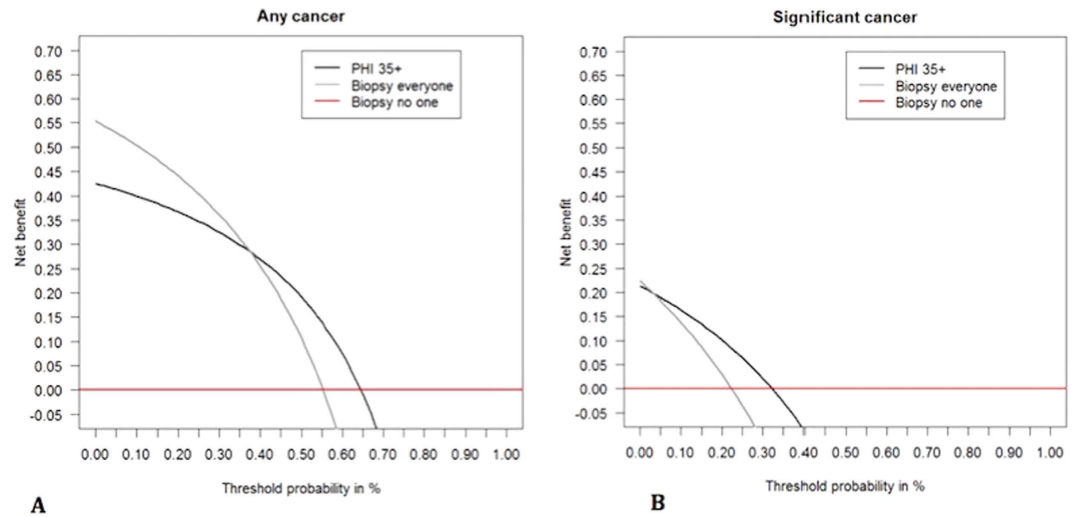 Any cancer
PHI 35+
Biopsy everyone
Biopsy no one
Net benefit
0.70
0.65
0.60
0.55
0.50
0.45
0.40
0.35
0.30
0.25
0.20
0.15
0.10
0.05
0.00
-0.05
0.00 0.10 0.20 0.30 0.40 0.50 0.60 0.70 0.80 0.90 1.00
Threshold probability in %
A
Significant cancer
PHI 35+
Biopsy everyone
Biopsy no one
Net benefit
0.70
0.65
0.60
0.55
0.50
0.45
0.40
0.35
0.30
0.25
0.20
0.15
0.10
0.05
0.00
-0.05
0.00 0.10 0.20 0.30 0.40 0.50 0.60 0.70 0.80 0.90 1.00
Threshold probability in %
B